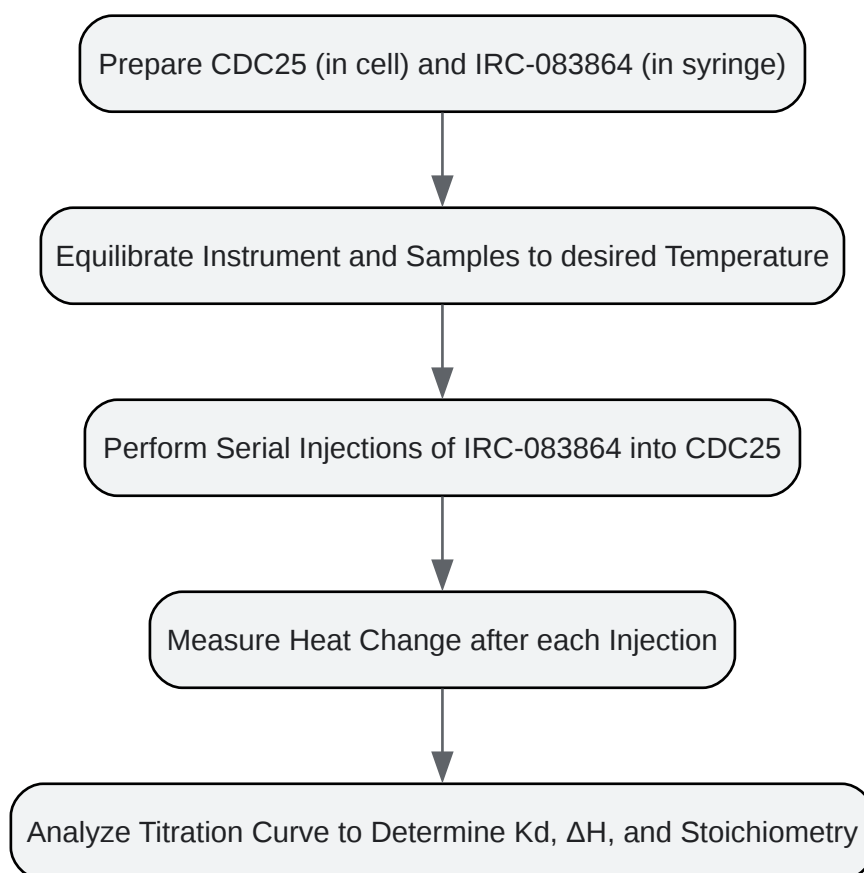 Prepare CDC25 (in cell) and IRC-083864 (in syringe)
Equilibrate Instrument and Samples to desired Temperature
Perform Serial Injections of IRC-083864 into CDC25
Measure Heat Change after each Injection
Analyze Titration Curve to Determine Kd, ΔH, and Stoichiometry